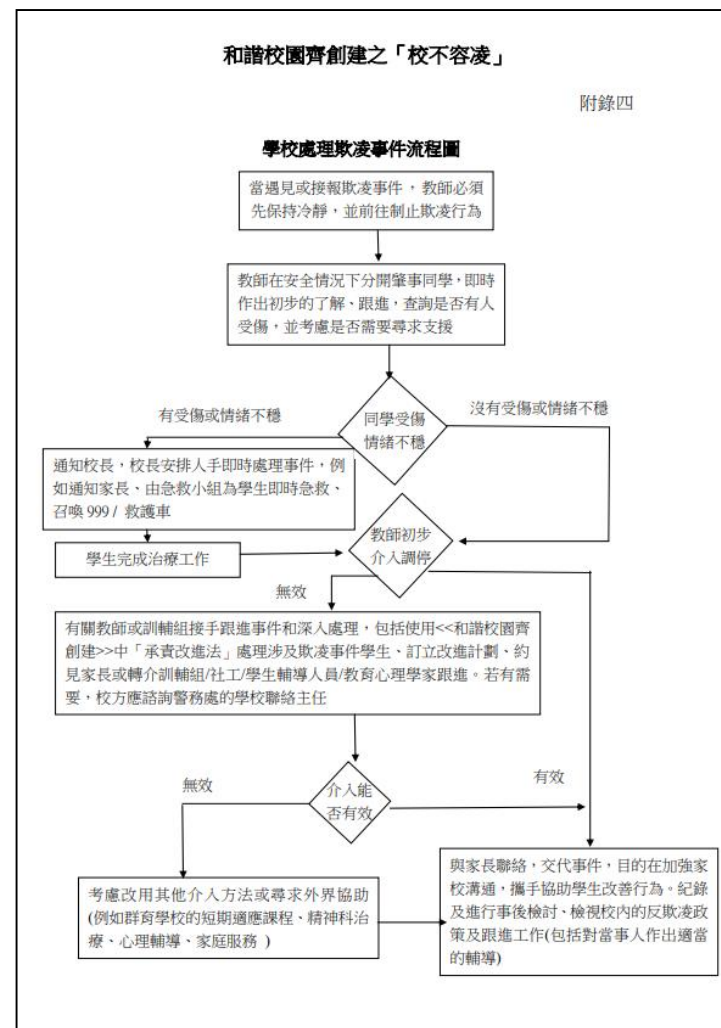 和諧校園齊創建之「校不容凌」
附錄四
學校處理欺凌事件流程圖
當遇見或接報欺凌事件，教師必須
先保持冷靜，並前往制止欺凌行為
教師在安全情況下分開肇事同學，即時
作出初步的了解、跟進，查詢是否有人
受傷，並考慮是否需要尋求支援
同學受傷
情緒不穩
有受傷或情緒不穩
沒有受傷或情緒不穩
通知校長，校長安排人手即時處理事件，例
如通知家長、由急救小組為學生即時急救、
召喚 999 / 救護車
學生完成治療工作
教師初步
介入調停
無效
有關教師或訓輔組接手跟進事件和深入處理，包括使用<<和諧校園齊
創建>>中「承責改進法」處理涉及欺凌事件學生、訂立改進計劃、約
見家長或轉介訓輔組/社工/學生輔導人員/教育心理學家跟進。若有需
要，校方應諮詢警務處的學校聯絡主任
介入能
否有效
無效
有效
考慮改用其他介入方法或尋求外界協助
(例如群育學校的短期適應課程、精神科治
療、心理輔導、家庭服務 )
與家長聯絡，交代事件，目的在加強家
校溝通，攜手協助學生改善行為。紀錄
及進行事後檢討、檢視校內的反欺凌政
策及跟進工作(包括對當事人作出適當
的輔導)